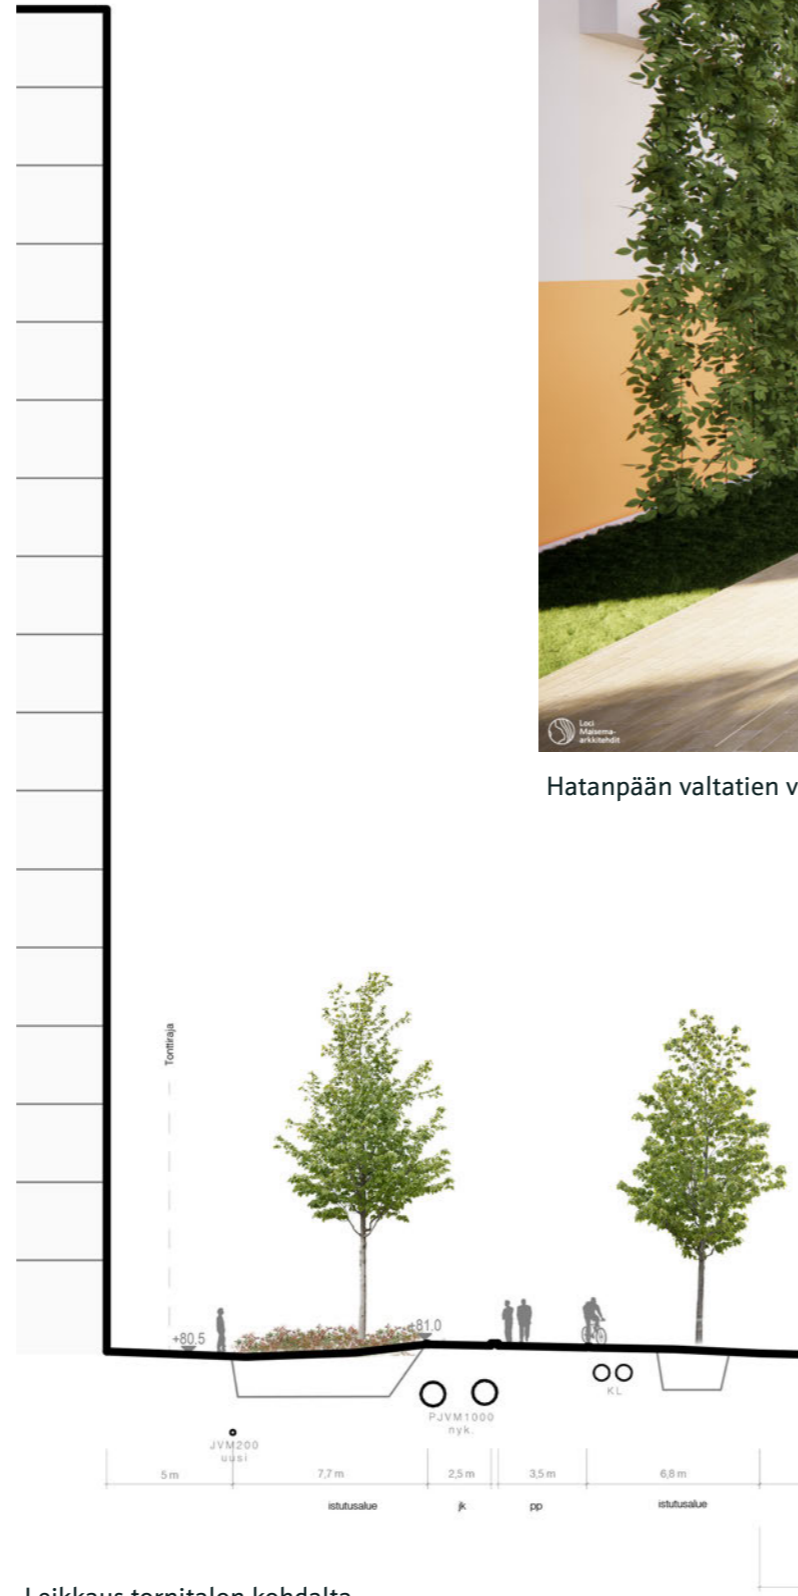 Loci
Maisema-
arkkitehdit
Hatanpään valtatien v
Tonttiraja
+80,5
+81.0
PJVM1000
nyk.
KL
JVM200
uusi
5 m
7,7 m
2,5 m
3,5 m
6,8 m
istutusalue
jk
pp
istutusalue
Leikkaus tornitalon kohdalta